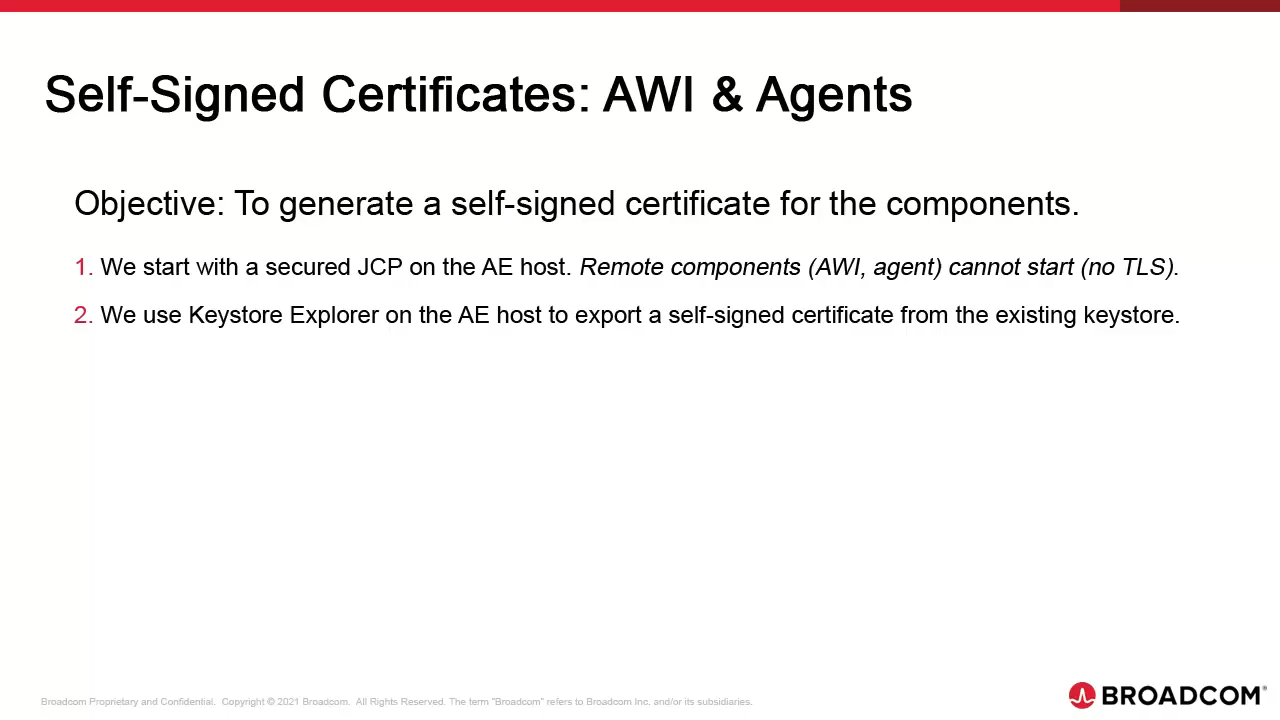 Self-Signed Certificates: AWI & Agents
Objective: To generate a self-signed certificate for the components.
1. We start with a secured JCP on the AE host. Remote components (AWI, agent) cannot start (no TLS).
2. We use Keystore Explorer on the AE host to export a self-signed certificate from the existing keystore.
Broadcom Proprietary and Confidential. Copyright © 2021 Broadcom. All Rights Reserved. The term "Broadcom" refers to Broadcom Inc. and/or its subsidiaries.
BROADCOM®